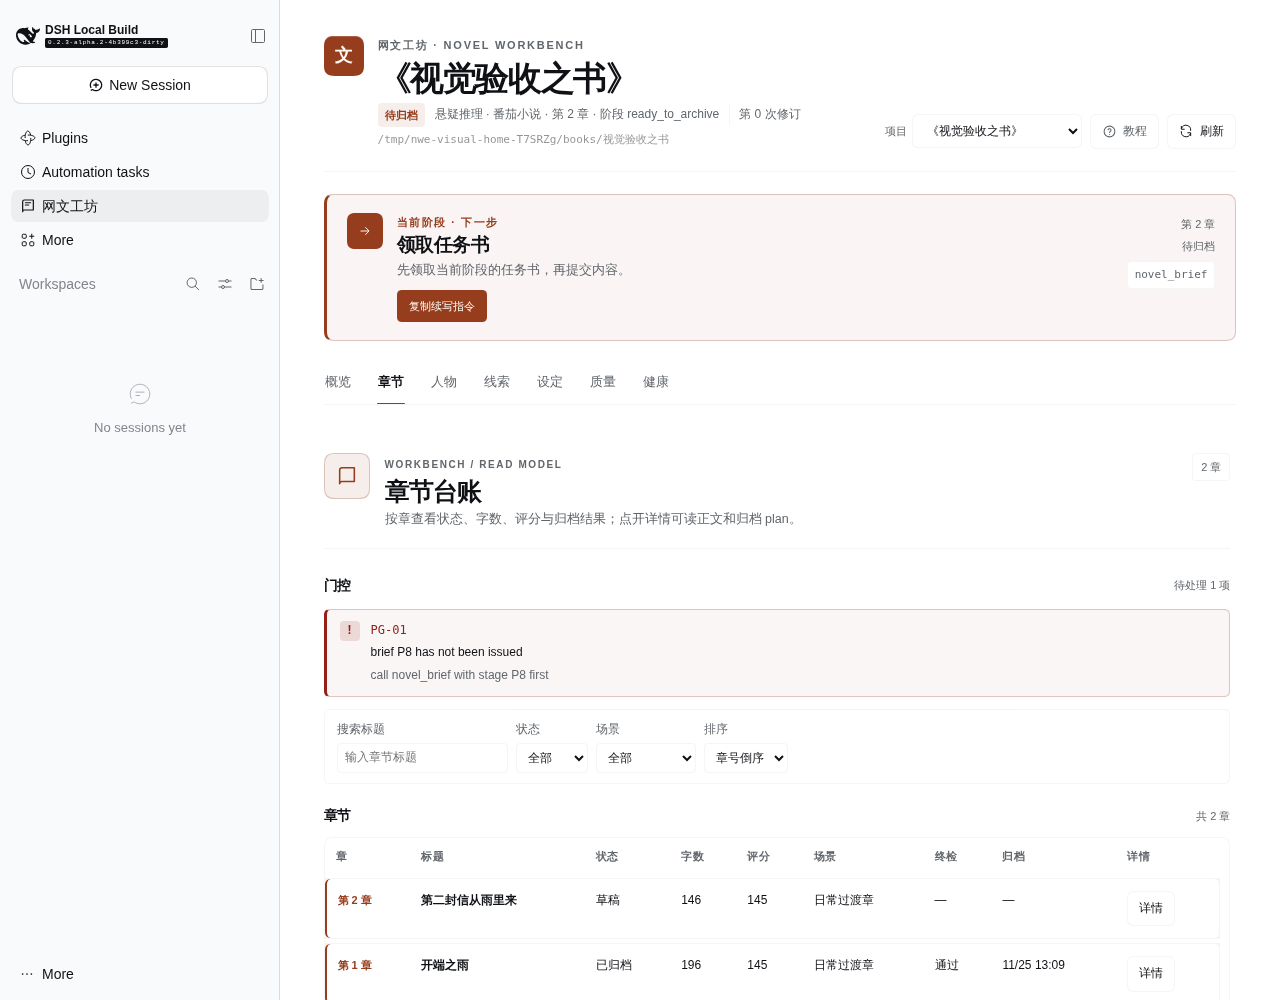 DSH Local Build
0.2.3-alpha.2-4b399c3-dirty
New Session
Plugins
Automation tasks
网文工坊
More
Workspaces
No sessions yet
More
文
网文工坊 · NOVEL WORKBENCH
《视觉验收之书》
待归档 悬疑推理 · 番茄小说 · 第 2 章 · 阶段 ready_to_archive 第 0 次修订
/tmp/nwe-visual-home-T7SRZg/books/视觉验收之书
项目 《视觉验收之书》 教程 刷新
当前阶段 · 下一步
领取任务书
先领取当前阶段的任务书，再提交内容。
复制续写指令
第 2 章
待归档
novel_brief
概览 章节 人物 线索 设定 质量 健康
WORKBENCH / READ MODEL
章节台账
按章查看状态、字数、评分与归档结果；点开详情可读正文和归档 plan。
2 章
门控 待处理 1 项
! PG-01
brief P8 has not been issued
call novel_brief with stage P8 first
搜索标题 状态 场景 排序
输入章节标题 全部 全部 章号倒序
章节 共 2 章
章 标题 状态 字数 评分 场景 终检 归档 详情
第 2 章 第二封信从雨里来 草稿 146 145 日常过渡章 — — 详情
第 1 章 开端之雨 已归档 196 145 日常过渡章 通过 11/25 13:09 详情